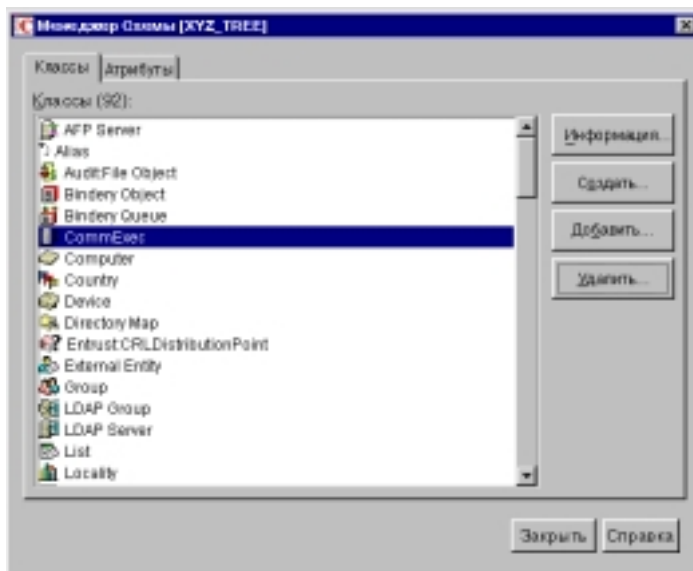 Менеджер Схемы [XYZ_TREE]
Классы Атрибуты
Классы (92):
AFP Server
Alias
Audit:File Object
Bindery Object
Bindery Queue
CommExec
Computer
Country
Device
Directory Map
Entrust:CRLDistributionPoint
External Entity
Group
LDAP Group
LDAP Server
List
Locality
Информация...
Создать...
Добавить...
Удалить...
Закрыть Справка